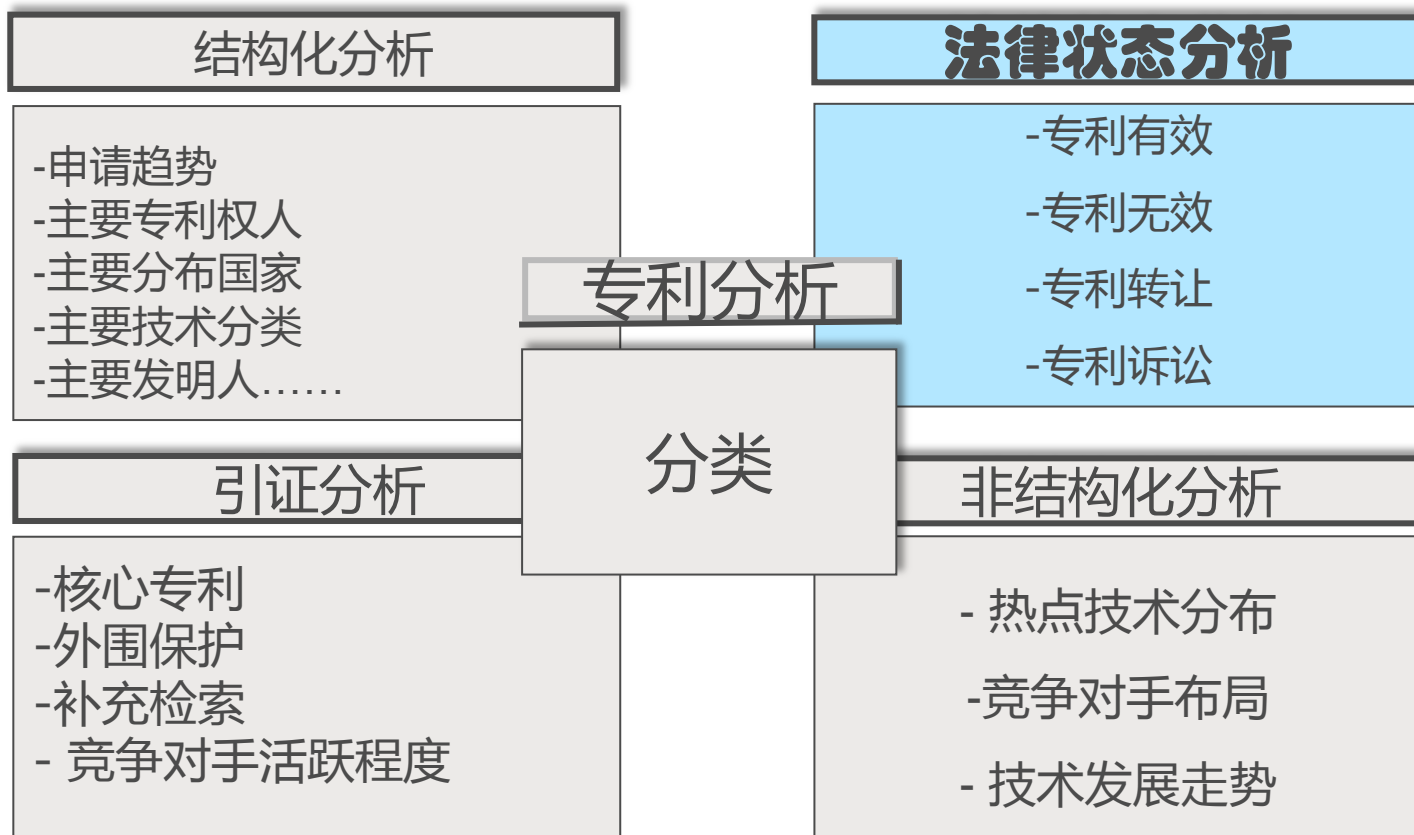 结构化分析
-申请趋势
-主要专利权人
-主要分布国家
-主要技术分类
-主要发明人……
法律状态分析
-专利有效
-专利无效
-专利转让
-专利诉讼
专利分析
分类
引证分析
-核心专利
-外围保护
-补充检索
- 竞争对手活跃程度
非结构化分析
- 热点技术分布
-竞争对手布局
- 技术发展走势